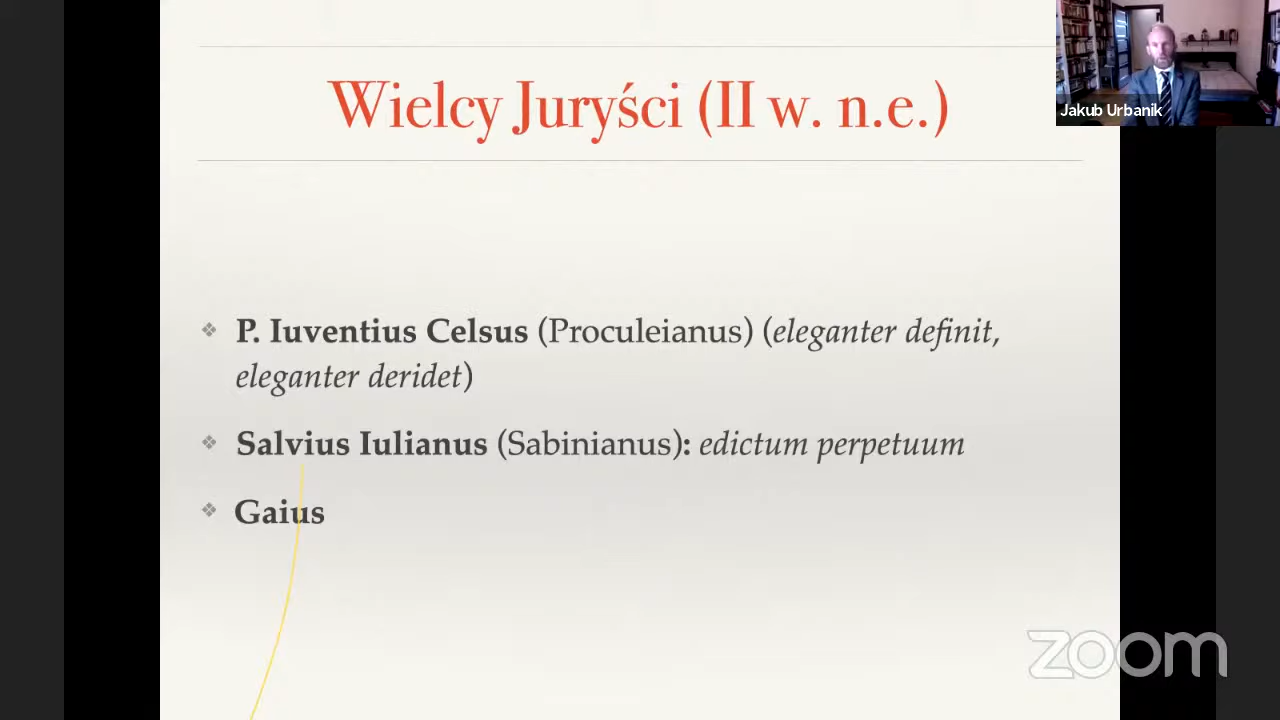 Wielcy Juryści (II w. n.e.)
Jakub Urbanik
❖ P. Iuventius Celsus (Proculeianus) (eleganter definit,
eleganter deridet)
❖ Salvius Iulianus (Sabinianus): edictum perpetuum
❖ Gaius
zoom